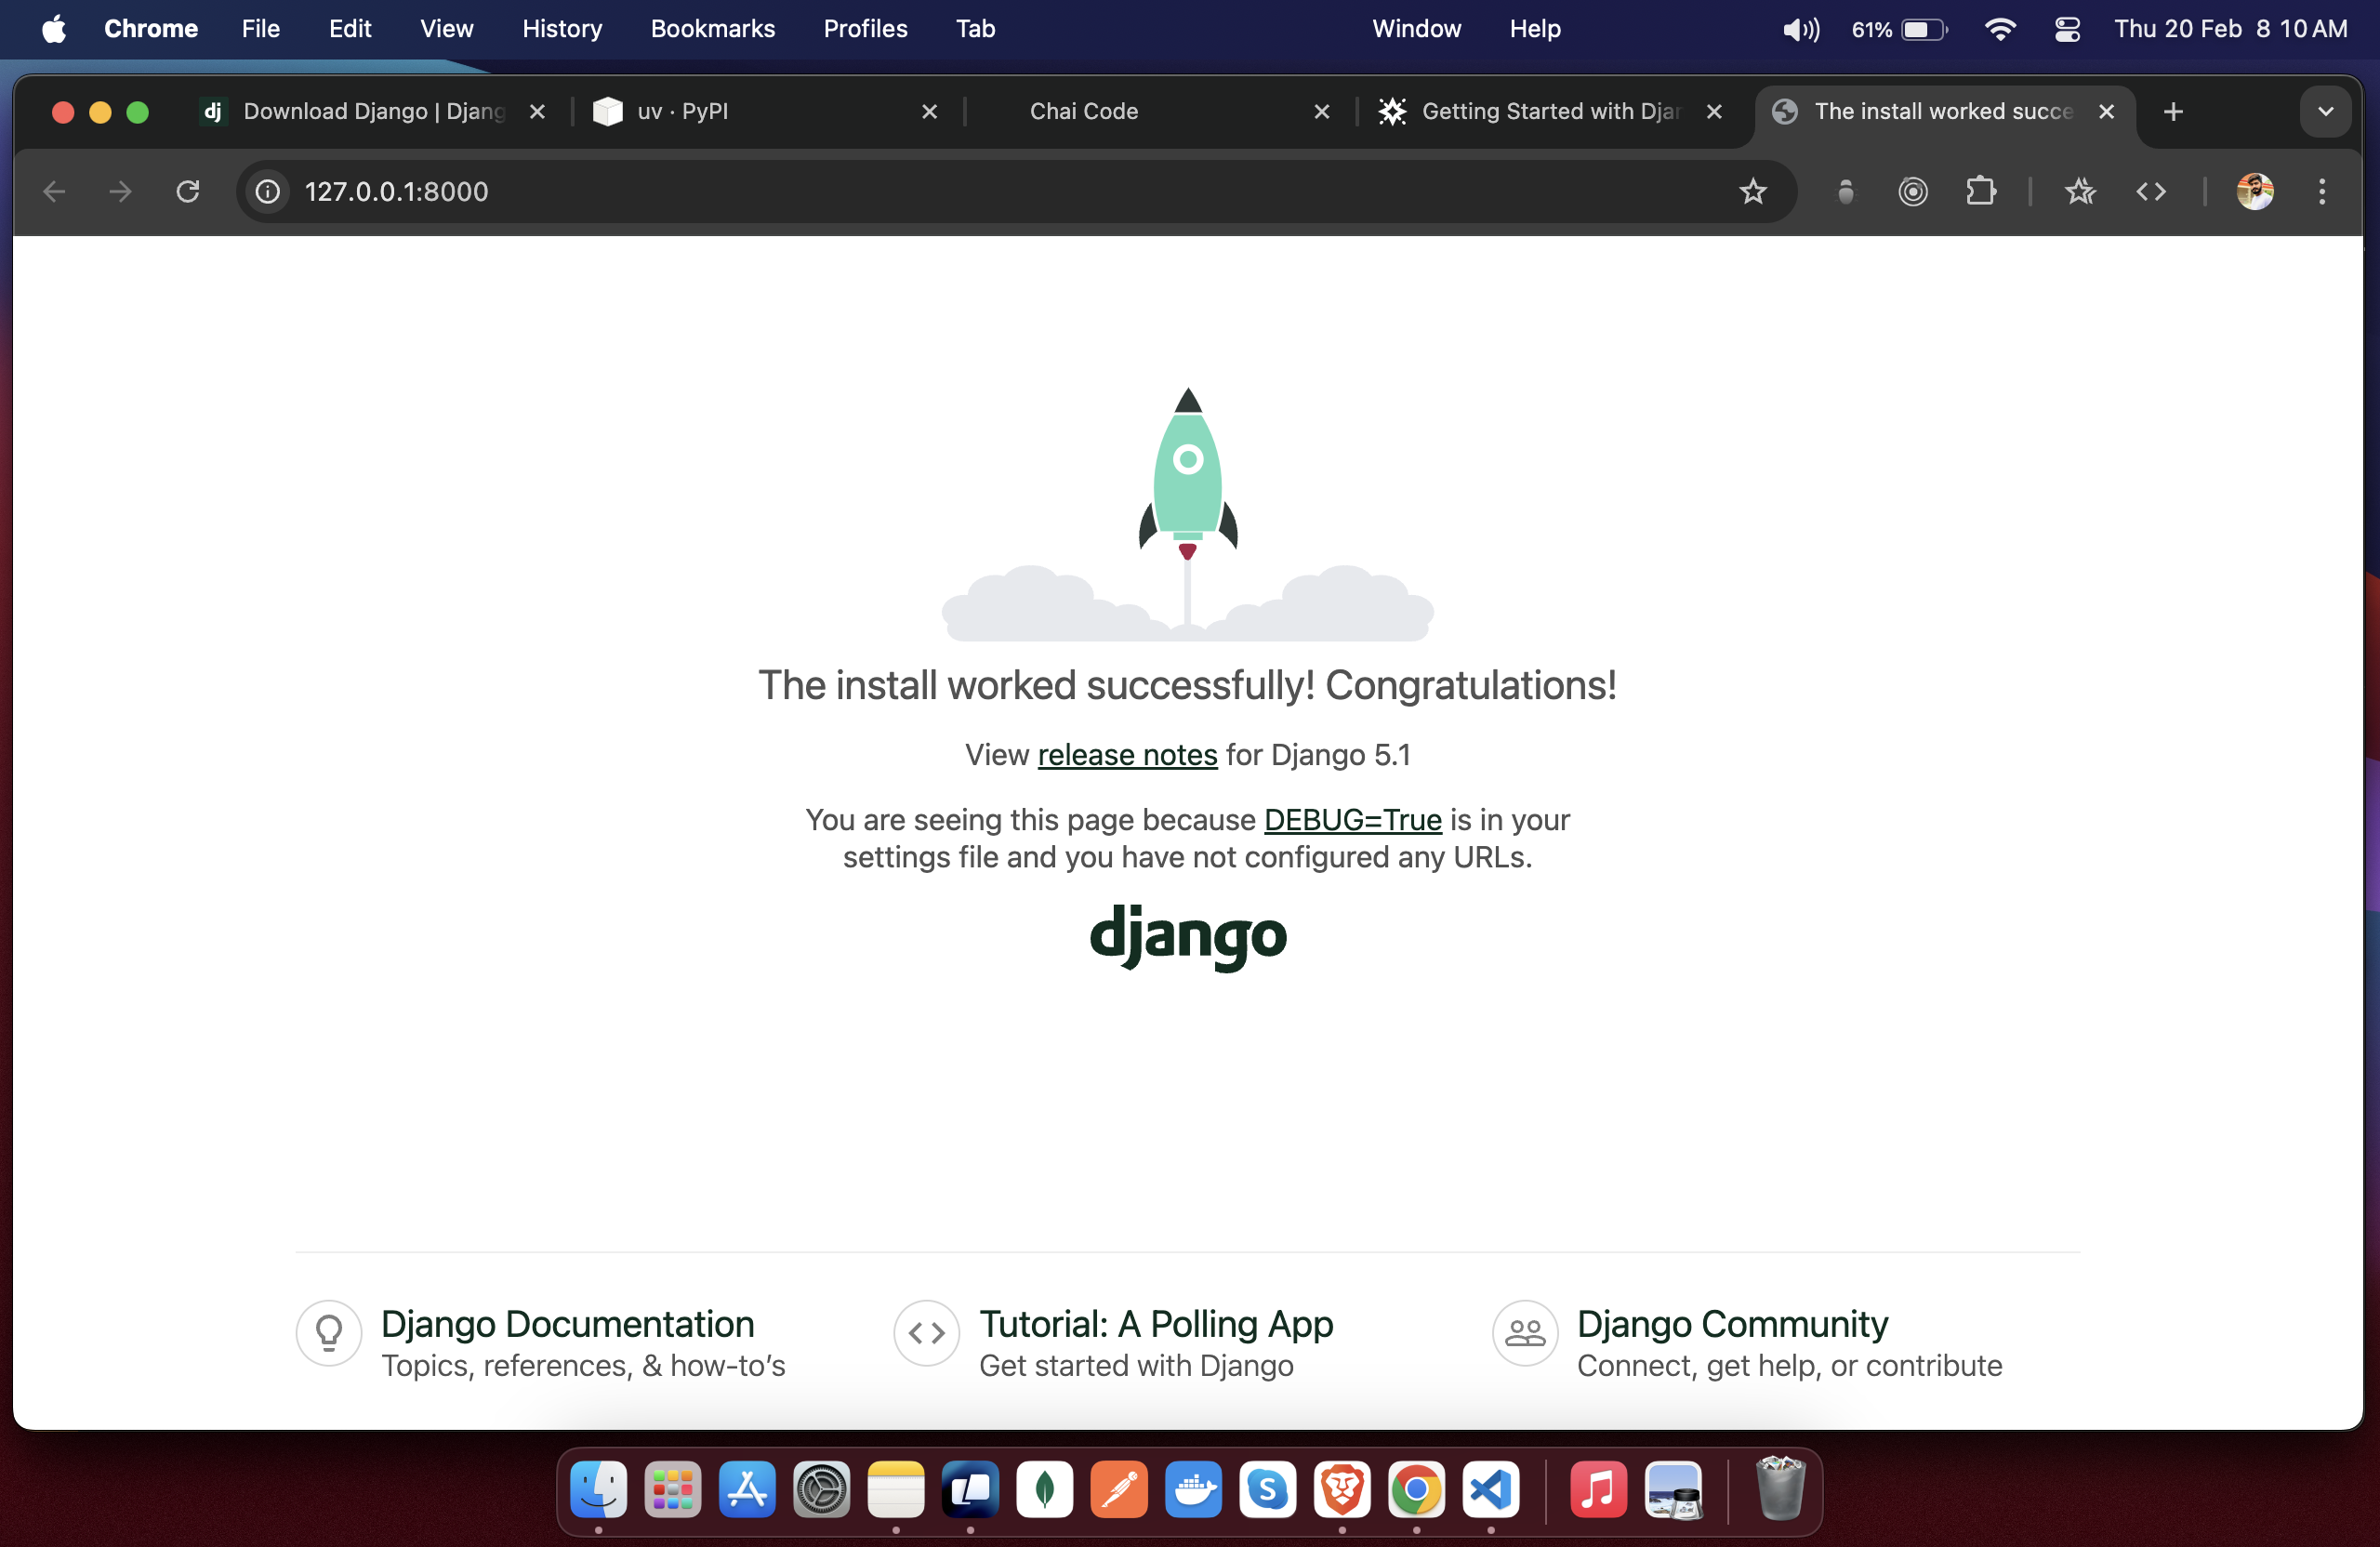 Chrome File Edit View History Bookmarks Profiles Tab Window Help 61% Thu 20 Feb 8 10 AM
dj Download Django | Djang uv · PyPI Chai Code Getting Started with Djar The install worked succe
127.0.0.1:8000
The install worked successfully! Congratulations!
View release notes for Django 5.1
You are seeing this page because DEBUG=True is in your
settings file and you have not configured any URLs.
django
Django Documentation Tutorial: A Polling App Django Community
Topics, references, & how-to’s Get started with Django Connect, get help, or contribute